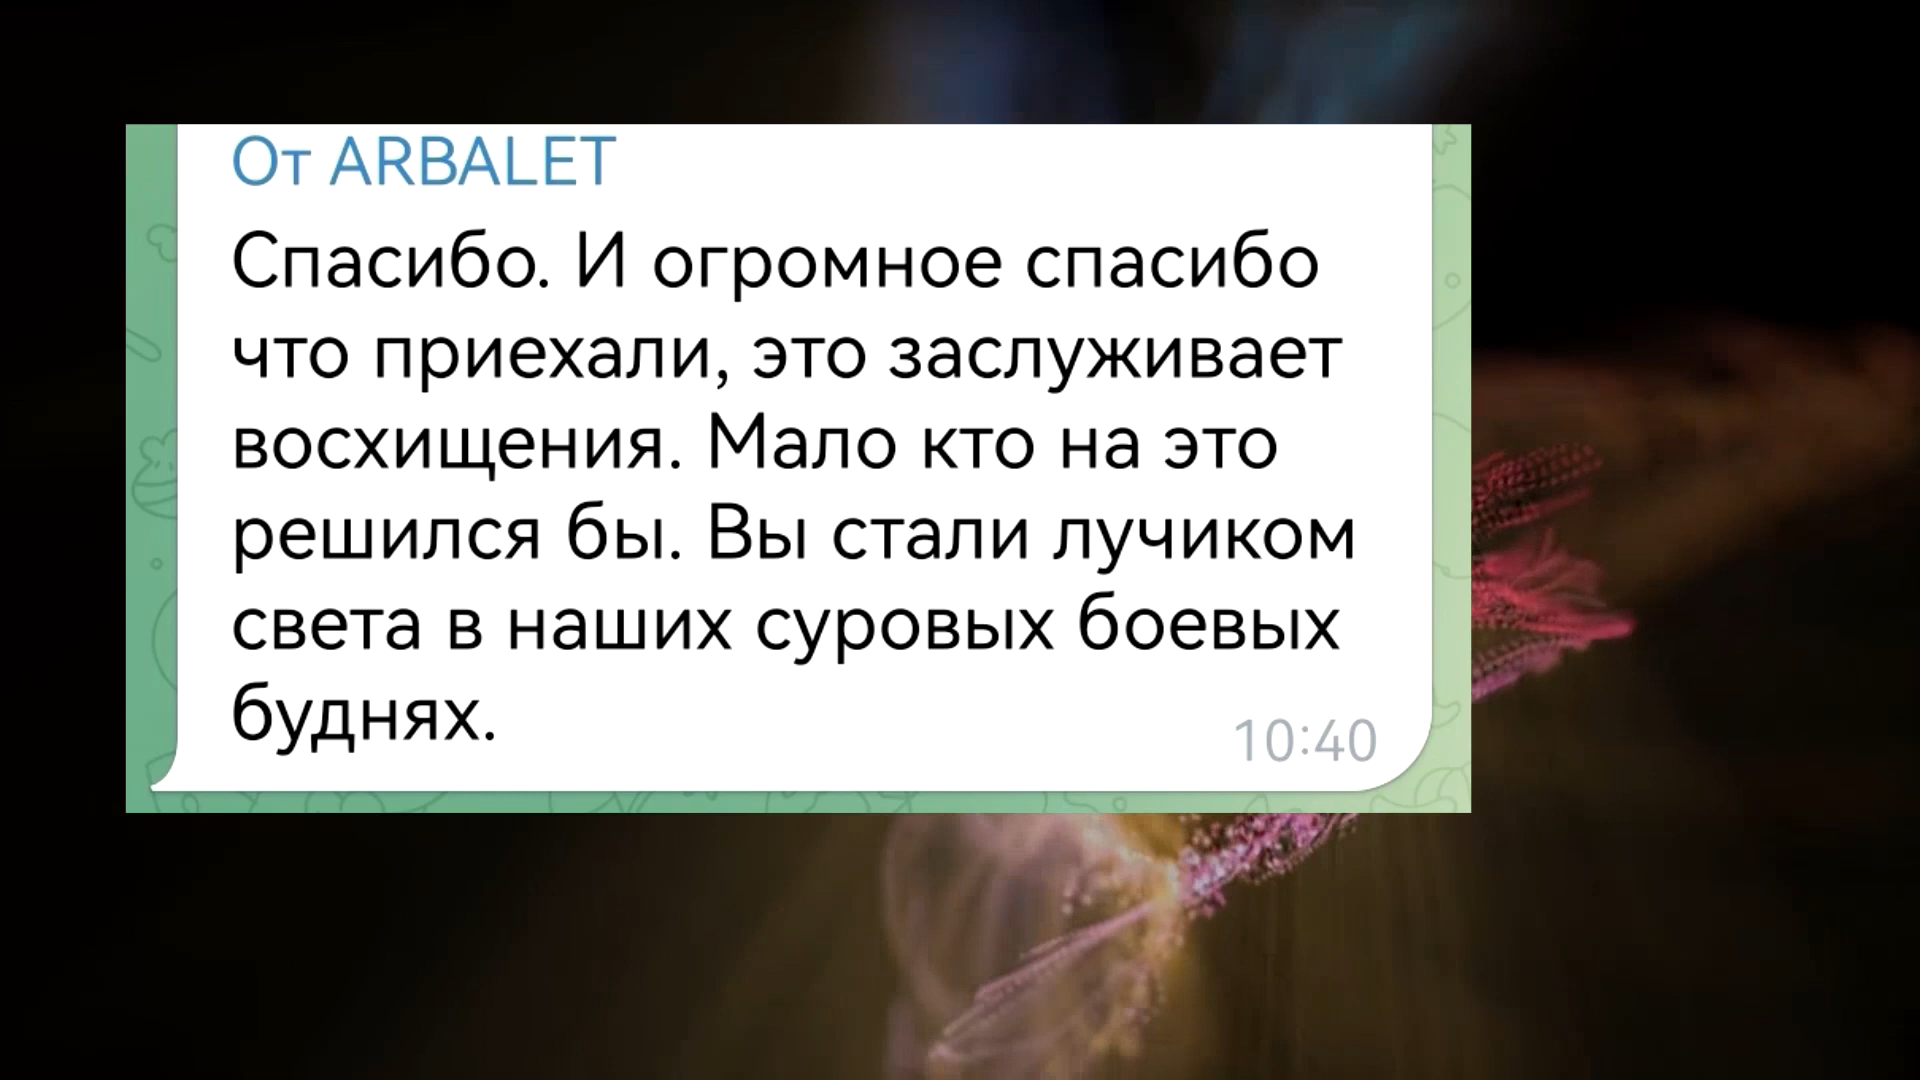 От ARBALET
Спасибо. И огромное спасибо
что приехали, это заслуживает
восхищения. Мало кто на это
решился бы. Вы стали лучиком
света в наших суровых боевых
буднях.
10:40